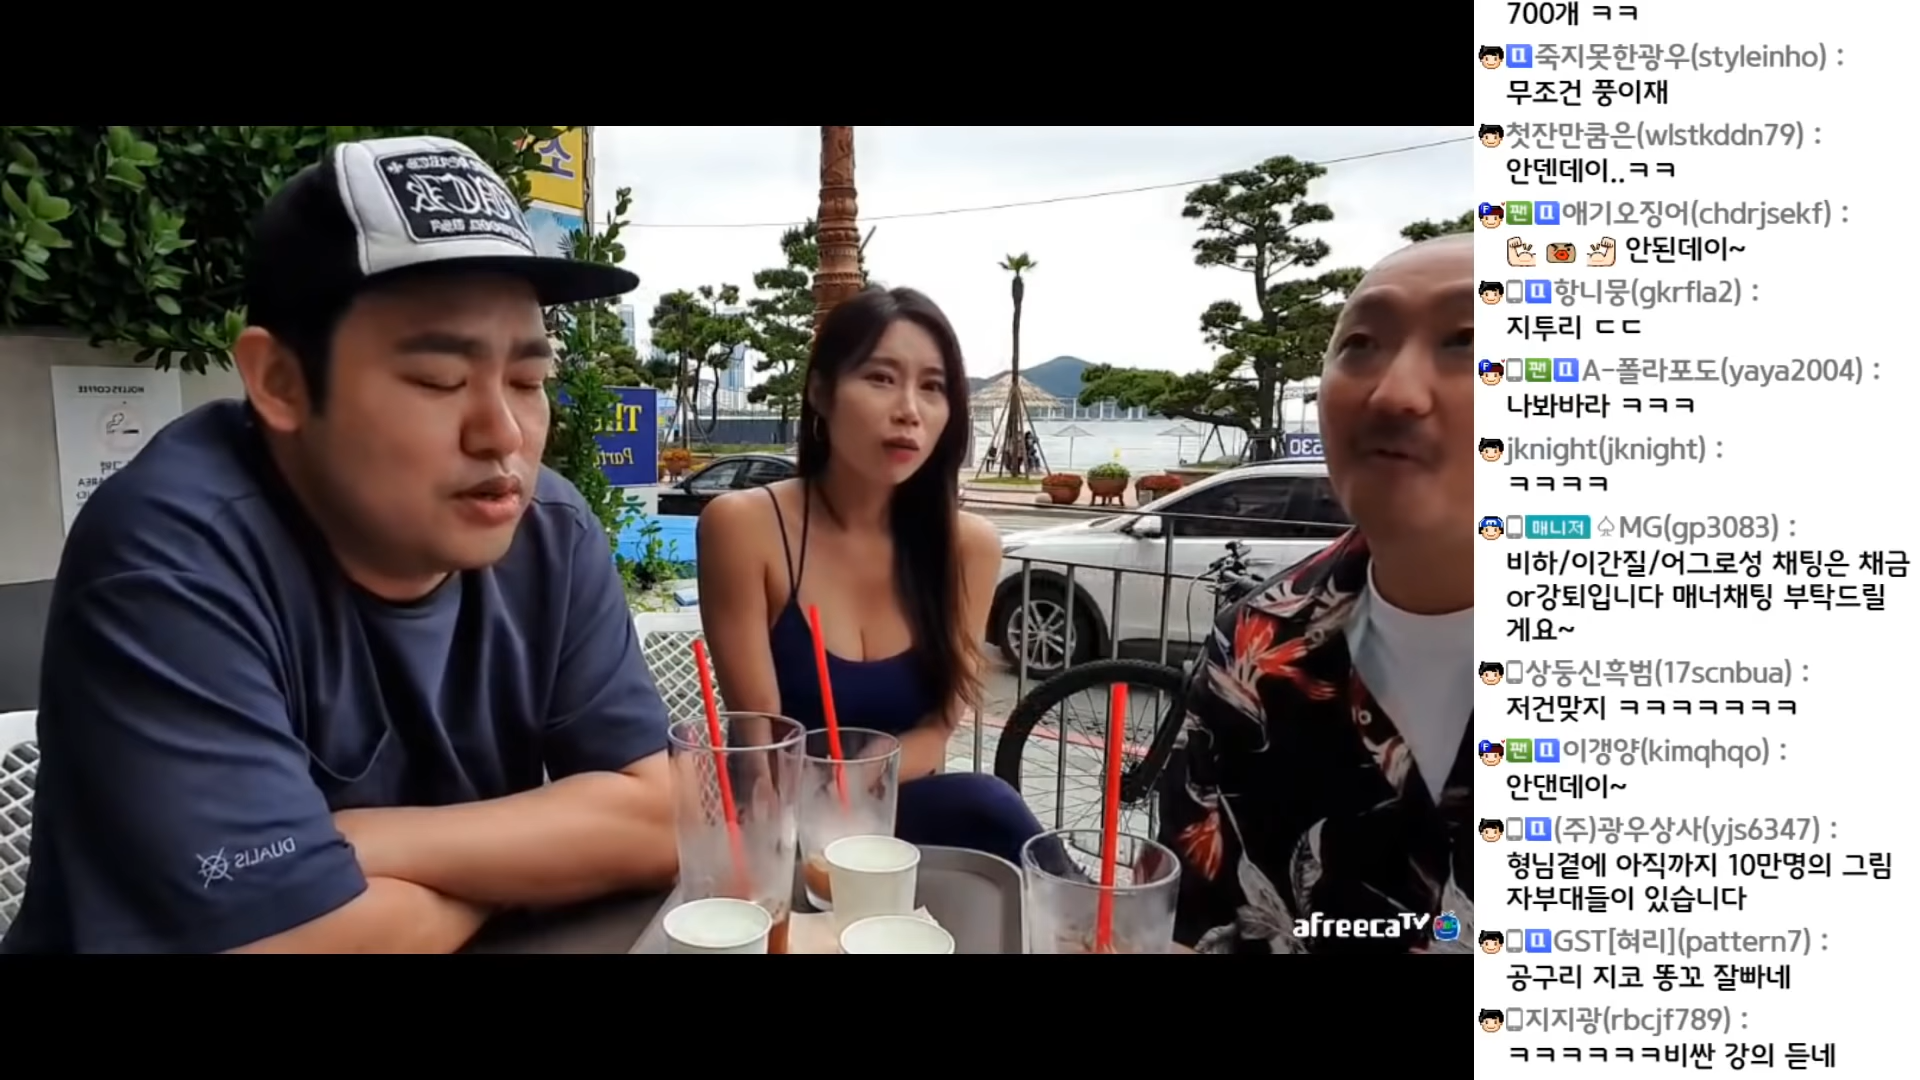 소
HOLLYS COFFEE
AREA
The
Party
630
DUALIS
afreecaTV
700개 ㅋㅋ
죽지못한광우(styleinho) :
무조건 풍이재
첫잔만쿰은(wlstkddn79) :
안덴데이..ㅋㅋ
팬 애기오징어(chdrjsekf) :
안된데이~
항니뭉(gkrfla2) :
지투리 ㄷㄷ
팬 A-폴라포도(yaya2004) :
나봐바라 ㅋㅋㅋ
jknight(jknight) :
ㅋㅋㅋㅋ
매니저 ♤MG(gp3083) :
비하/이간질/어그로성 채팅은 채금
or강퇴입니다 매너채팅 부탁드릴
게요~
상둥신흑범(17scnbua) :
저건맞지 ㅋㅋㅋㅋㅋㅋㅋ
팬 이갱양(kimqhqo) :
안댄데이~
(주)광우상사(yjs6347) :
형님곁에 아직까지 10만명의 그림
자부대들이 있습니다
GST[혀리](pattern7) :
공구리 지코 똥꼬 잘빠네
지지광(rbcjf789) :
ㅋㅋㅋㅋㅋㅋ비싼 강의 듣네